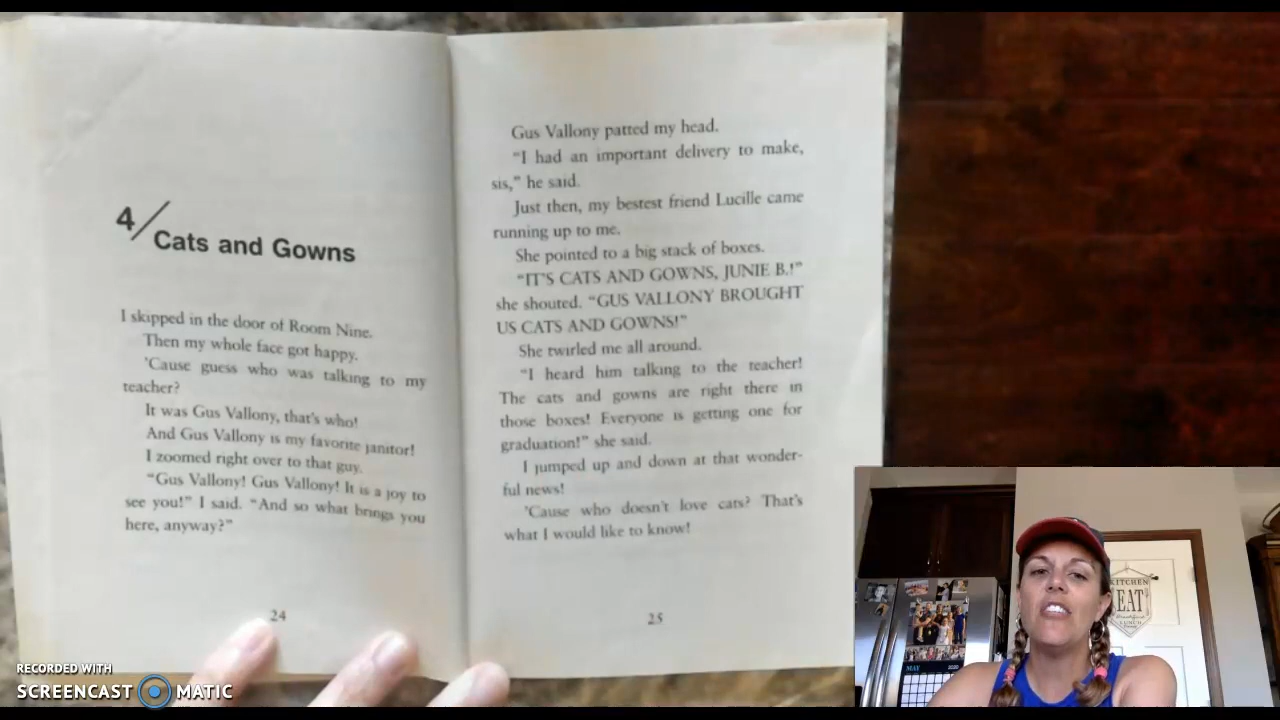 4/Cats and Gowns
I skipped in the door of Room Nine.
Then my whole face got happy.
'Cause guess who was talking to my
teacher?
It was Gus Vallony, that's who!
And Gus Vallony is my favorite janitor!
I zoomed right over to that guy.
"Gus Vallony! Gus Vallony! It is a joy to
see you!" I said. "And so what brings you
here, anyway?"
24
Gus Vallony patted my head.
"I had an important delivery to make,
sis," he said.
Just then, my bestest friend Lucille came
running up to me.
She pointed to a big stack of boxes.
"IT'S CATS AND GOWNS, JUNIE B.!"
she shouted. "GUS VALLONY BROUGHT
US CATS AND GOWNS!"
She twirled me all around.
"I heard him talking to the teacher!
The cats and gowns are right there in
those boxes! Everyone is getting one for
graduation!" she said.
I jumped up and down at that wonder-
ful news!
'Cause who doesn't love cats? That's
what I would like to know!
25
KITCHEN
EAT
MAY 2020
RECORDED WITH
SCREENCAST MATIC